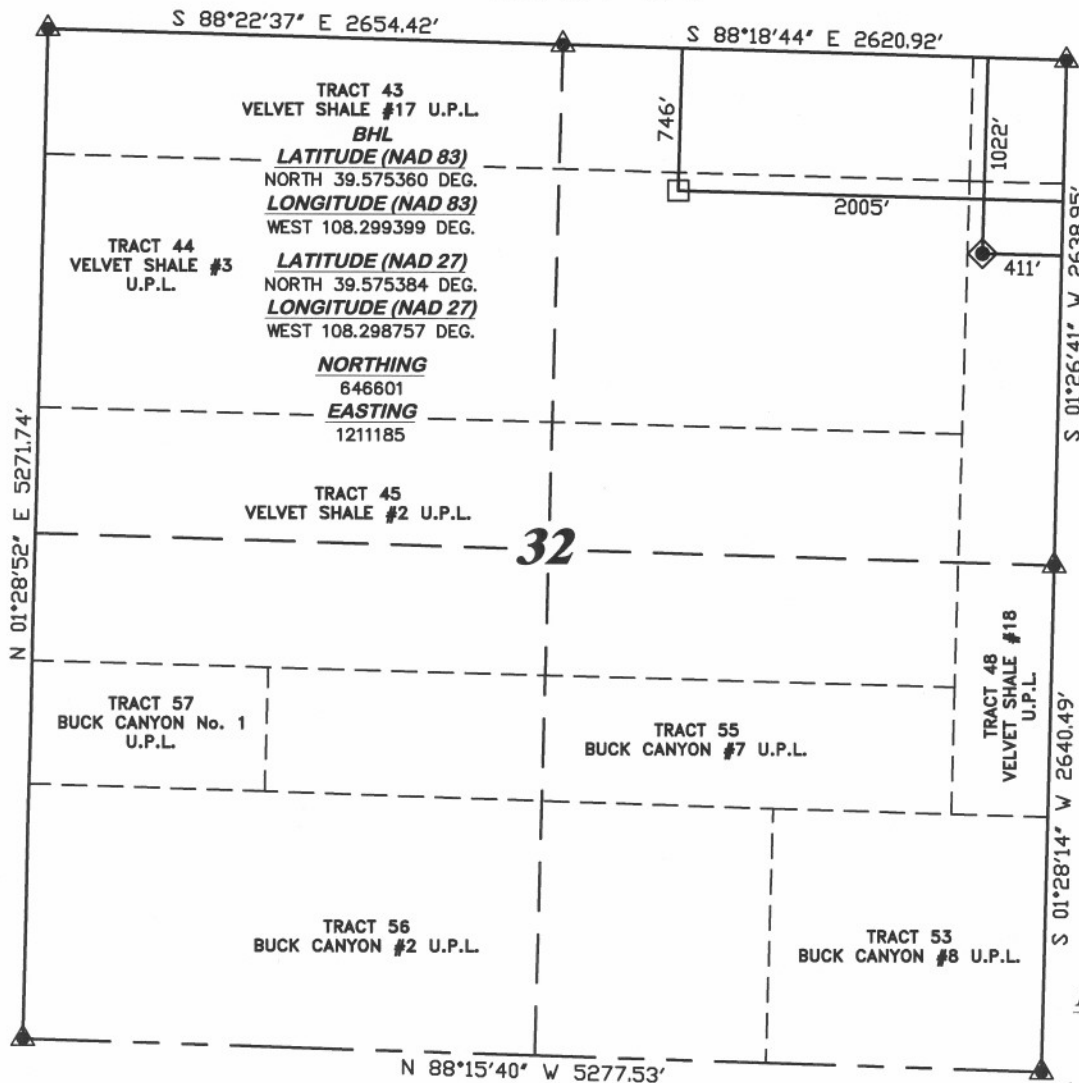 S 88°22'37" E 2654.42'
S 88°18'44" E 2620.92'
TRACT 43
VELVET SHALE #17 U.P.L.
BHL
LATITUDE (NAD 83)
NORTH 39.575360 DEG.
LONGITUDE (NAD 83)
WEST 108.299399 DEG.
LATITUDE (NAD 27)
NORTH 39.575384 DEG.
LONGITUDE (NAD 27)
WEST 108.298757 DEG.
NORTHING
646601
EASTING
1211185
746'
1022'
2005'
411'
TRACT 44
VELVET SHALE #3
U.P.L.
S 01°26'41" W 2638.95'
N 01°28'52" E 5271.74'
TRACT 45
VELVET SHALE #2 U.P.L.
32
TRACT 48
VELVET SHALE #18
U.P.L.
TRACT 57
BUCK CANYON No. 1
U.P.L.
TRACT 55
BUCK CANYON #7 U.P.L.
S 01°28'14" W 2640.49'
TRACT 56
BUCK CANYON #2 U.P.L.
TRACT 53
BUCK CANYON #8 U.P.L.
N 88°15'40" W 5277.53'